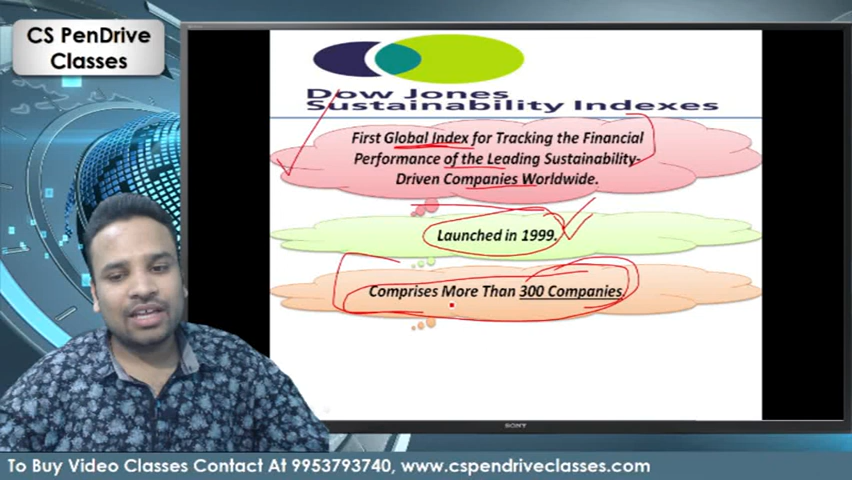 CS PenDrive
Classes
Dow Jones
Sustainability Indexes
First Global Index for Tracking the Financial
Performance of the Leading Sustainability-
Driven Companies Worldwide.
Launched in 1999.
Comprises More Than 300 Companies.
SONY
To Buy Video Classes Contact At 9953793740, www.cspendriveclasses.com